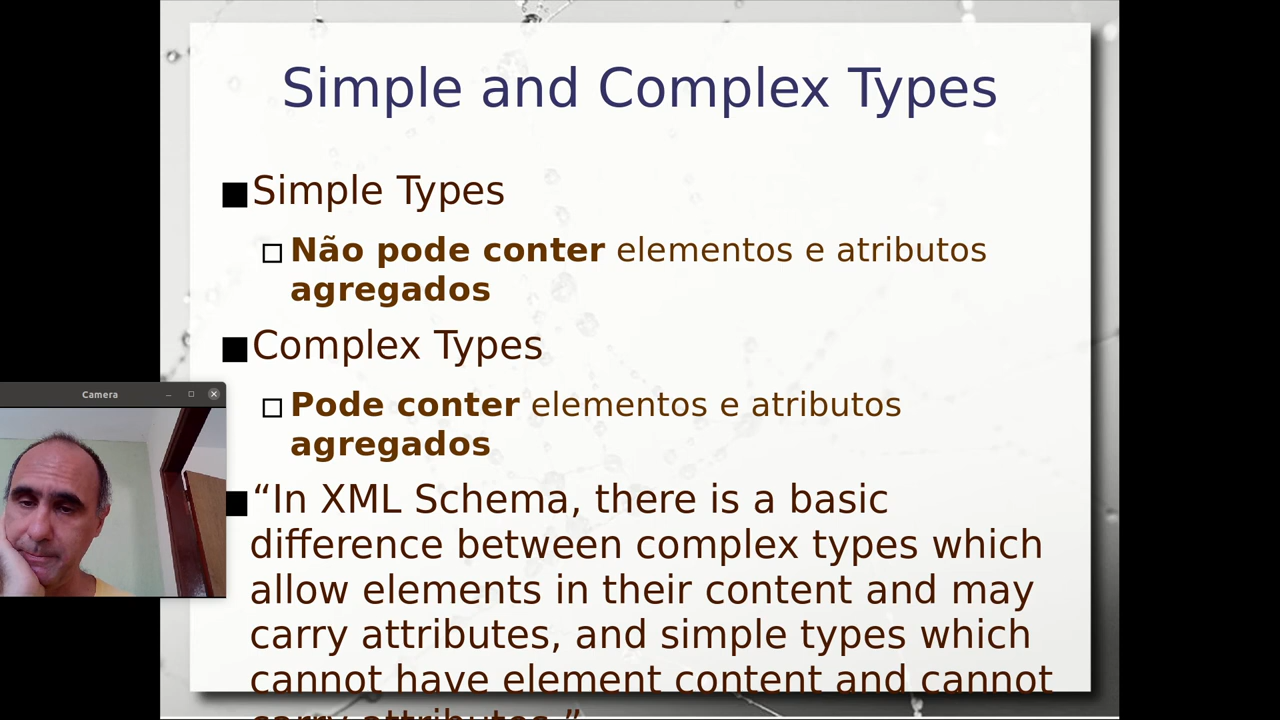 Simple and Complex Types
Simple Types
Não pode conter elementos e atributos
agregados
Complex Types
Pode conter elementos e atributos
agregados
Camera
“In XML Schema, there is a basic
difference between complex types which
allow elements in their content and may
carry attributes, and simple types which
cannot have element content and cannot
carry attributes.”